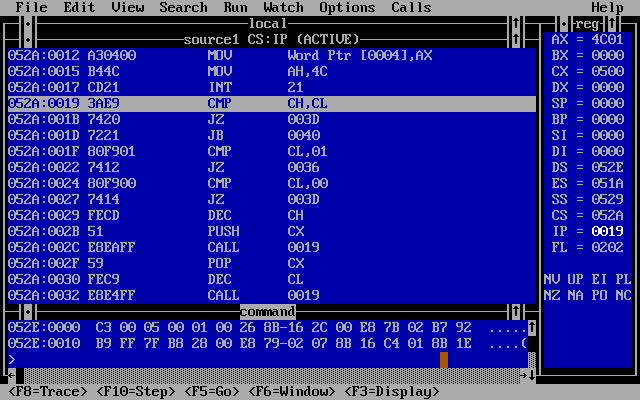 File Edit View Search Run Watch Options Calls Help
local
source1 CS:IP (ACTIVE)
052A:0012 A30400 MOV Word Ptr [0004],AX
052A:0015 B44C MOV AH,4C
052A:0017 CD21 INT 21
052A:0019 3AE9 CMP CH,CL
052A:001B 7420 JZ 003D
052A:001D 7221 JB 0040
052A:001F 80F901 CMP CL,01
052A:0022 7412 JZ 0036
052A:0024 80F900 CMP CL,00
052A:0027 7414 JZ 003D
052A:0029 FECD DEC CH
052A:002B 51 PUSH CX
052A:002C E8EAFF CALL 0019
052A:002F 59 POP CX
052A:0030 FEC9 DEC CL
052A:0032 E8E4FF CALL 0019
command
052E:0000 C3 00 05 00 01 00 26 8B-16 2C 00 E8 7B 02 B7 92 .....
052E:0010 B9 FF 7F B8 28 00 E8 79-02 07 8B 16 C4 01 8B 1E ....(
>
reg
AX = 4C01
BX = 0000
CX = 0500
DX = 0000
SP = 0000
BP = 0000
SI = 0000
DI = 0000
DS = 052E
ES = 051A
SS = 0529
CS = 052A
IP = 0019
FL = 0202
NV UP EI PL
NZ NA PO NC
<F8=Trace> <F10=Step> <F5=Go> <F6=Window> <F3=Display>